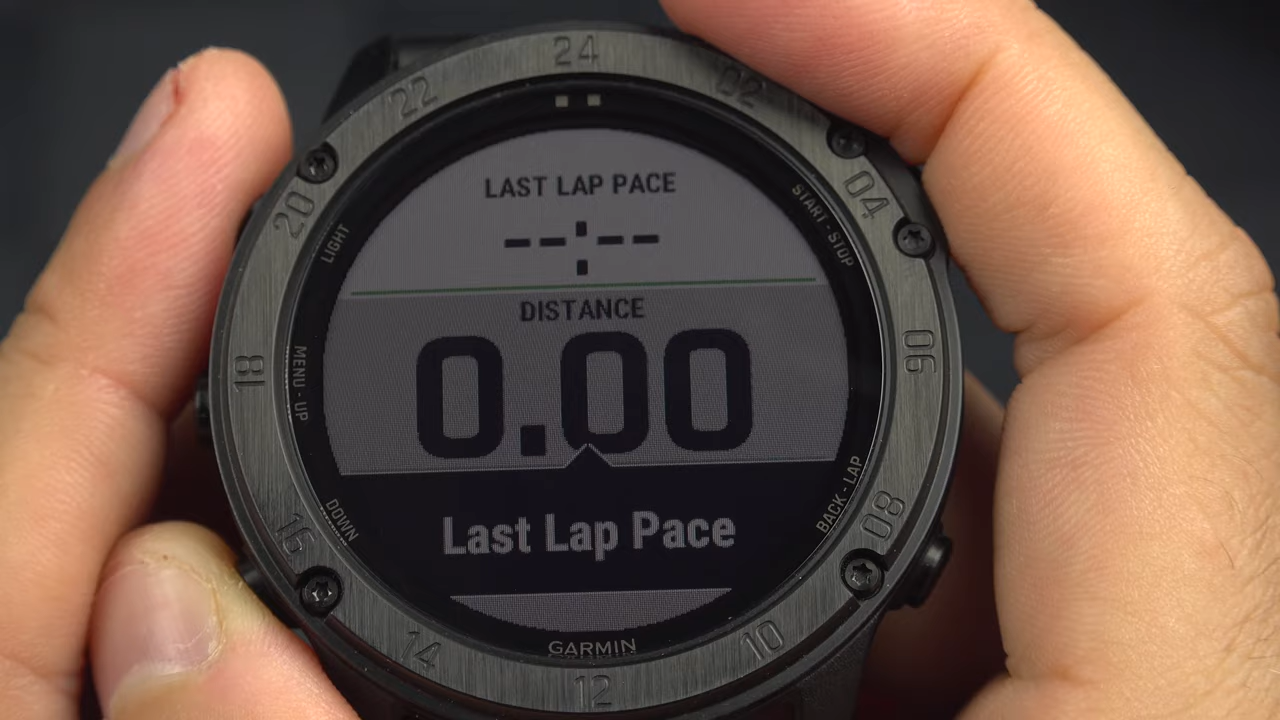 24
22
02
20
04
LIGHT
START - STOP
LAST LAP PACE
--:--
DISTANCE
0.00
18
06
MENU - UP
Last Lap Pace
DOWN
BACK - LAP
16
08
14
10
GARMIN
12